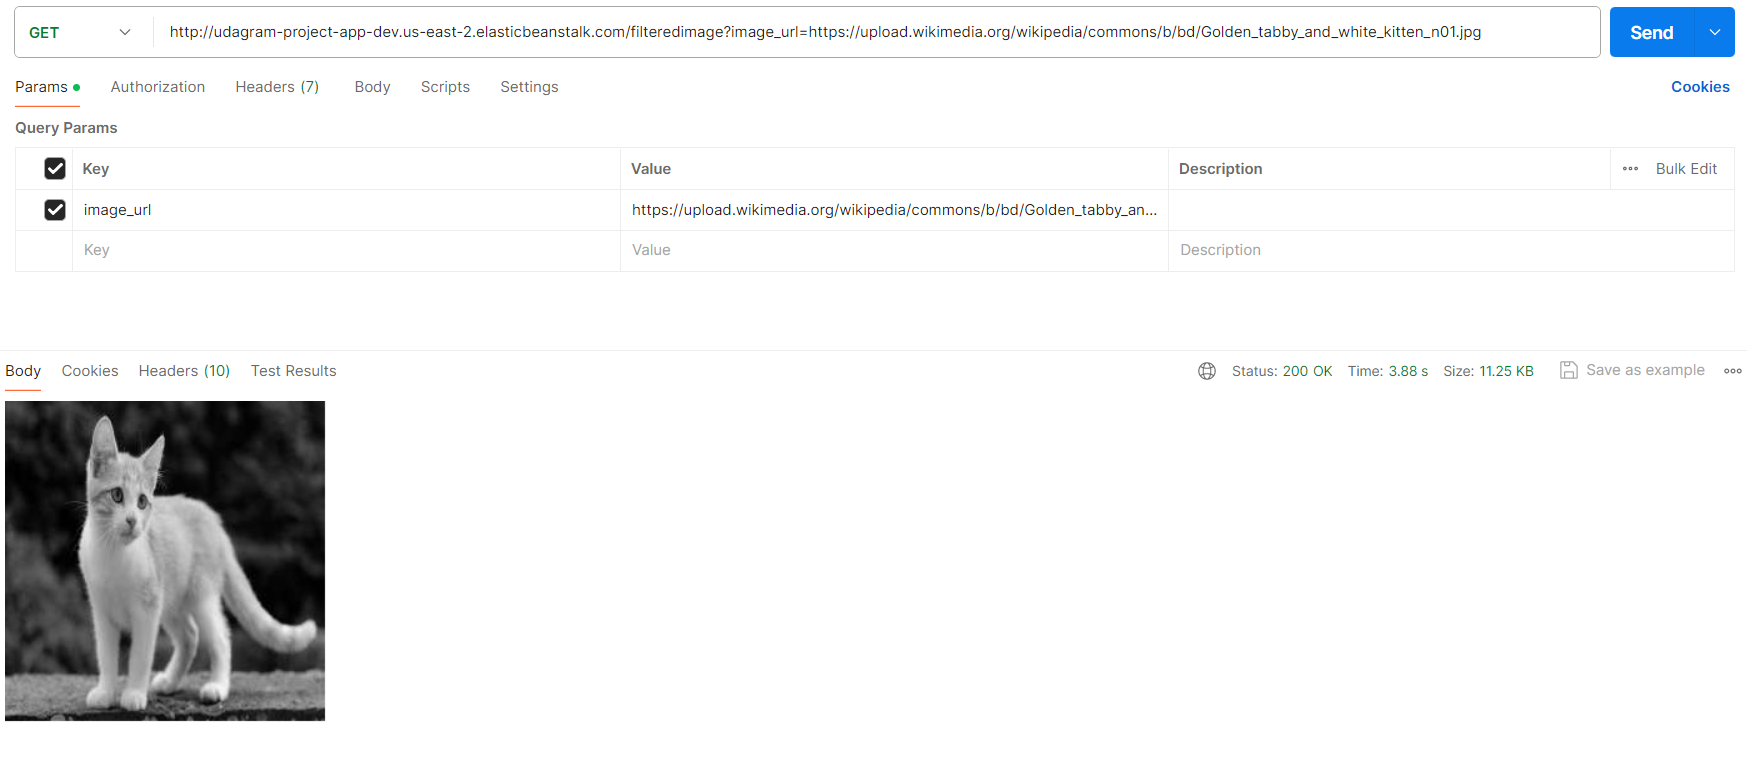 GET http://udagram-project-app-dev.us-east-2.elasticbeanstalk.com/filteredimage?image_url=https://upload.wikimedia.org/wikipedia/commons/b/bd/Golden_tabby_and_white_kitten_n01.jpg Send
Params Authorization Headers (7) Body Scripts Settings Cookies
Query Params
Key Value Description Bulk Edit
image_url https://upload.wikimedia.org/wikipedia/commons/b/bd/Golden_tabby_an...
Key Value Description
Body Cookies Headers (10) Test Results Status: 200 OK Time: 3.88 s Size: 11.25 KB Save as example